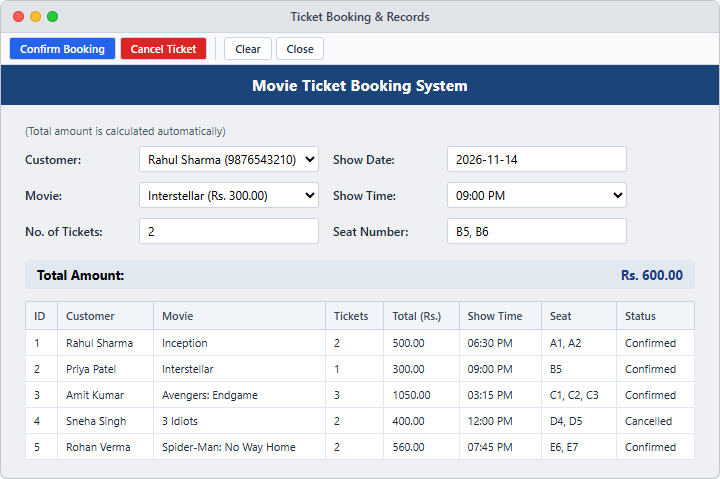 Ticket Booking & Records
Confirm Booking Cancel Ticket Clear Close
Movie Ticket Booking System
(Total amount is calculated automatically)
Customer: Rahul Sharma (9876543210) Show Date: 2026-11-14
Movie: Interstellar (Rs. 300.00) Show Time: 09:00 PM
No. of Tickets: 2 Seat Number: B5, B6
Total Amount: Rs. 600.00
ID Customer Movie Tickets Total (Rs.) Show Time Seat Status
1 Rahul Sharma Inception 2 500.00 06:30 PM A1, A2 Confirmed
2 Priya Patel Interstellar 1 300.00 09:00 PM B5 Confirmed
3 Amit Kumar Avengers: Endgame 3 1050.00 03:15 PM C1, C2, C3 Confirmed
4 Sneha Singh 3 Idiots 2 400.00 12:00 PM D4, D5 Cancelled
5 Rohan Verma Spider-Man: No Way Home 2 560.00 07:45 PM E6, E7 Confirmed